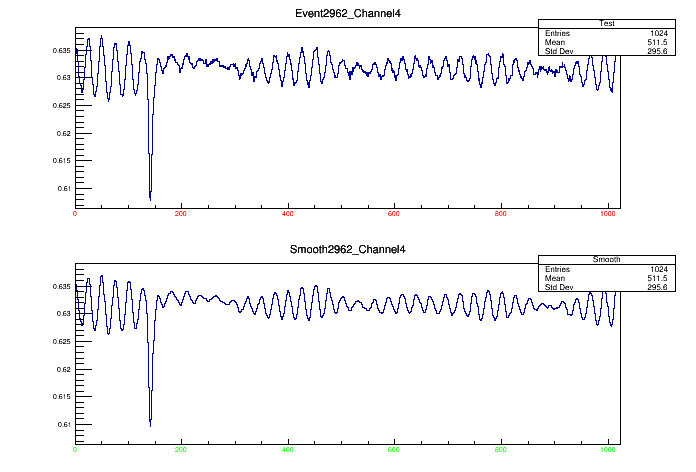 Event2962_Channel4
Test
Entries 1024
Mean 511.5
Std Dev 295.6
0.635
0.63
0.625
0.62
0.615
0.61
0 200 400 600 800 1000
Smooth2962_Channel4
Smooth
Entries 1024
Mean 511.5
Std Dev 295.6
0.635
0.63
0.625
0.62
0.615
0.61
0 200 400 600 800 1000